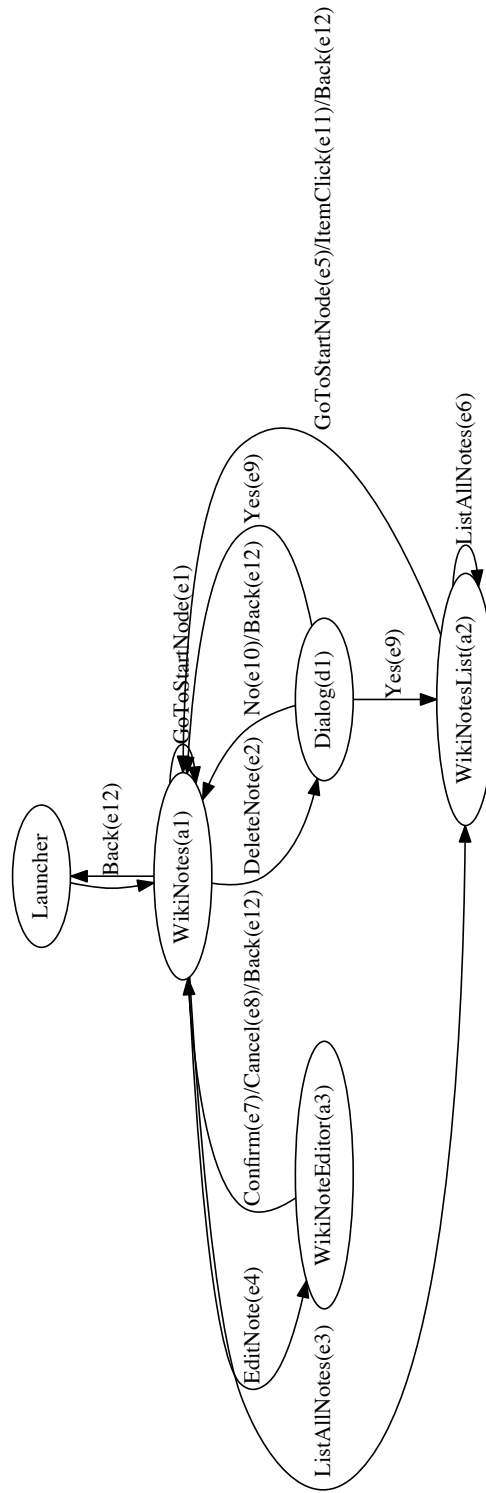 Launcher
Back(e12)
WikiNotes(a1)
GoToStartNode(e1)
EditNote(e4)
Confirm(e7)/Cancel(e8)/Back(e12)
DeleteNote(e2)
No(e10)/Back(e12)
Yes(e9)
GoToStartNode(e5)/ItemClick(e11)/Back(e12)
WikiNoteEditor(a3)
Dialog(d1)
ListAllNotes(e3)
Yes(e9)
WikiNotesList(a2)
ListAllNotes(e6)